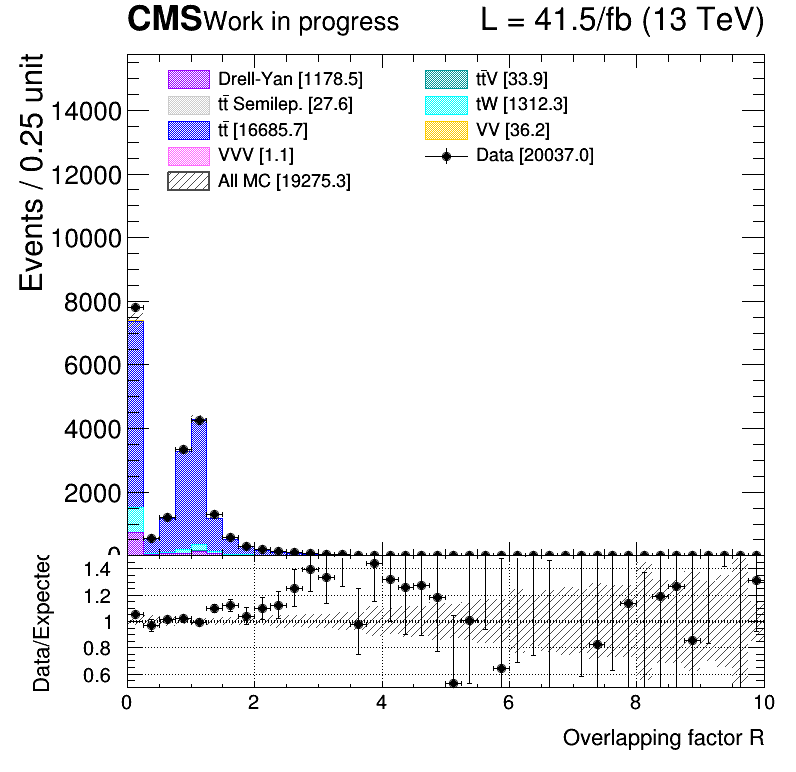 CMS Work in progress L = 41.5/fb (13 TeV)
Events / 0.25 unit
14000
12000
10000
8000
6000
4000
2000
0
Drell-Yan [1178.5]
tt̄ Semilep. [27.6]
tt̄ [16685.7]
VVV [1.1]
All MC [19275.3]
tt̄V [33.9]
tW [1312.3]
VV [36.2]
Data [20037.0]
Data/Expected
1.4
1.2
1
0.8
0.6
0 2 4 6 8 10
Overlapping factor R